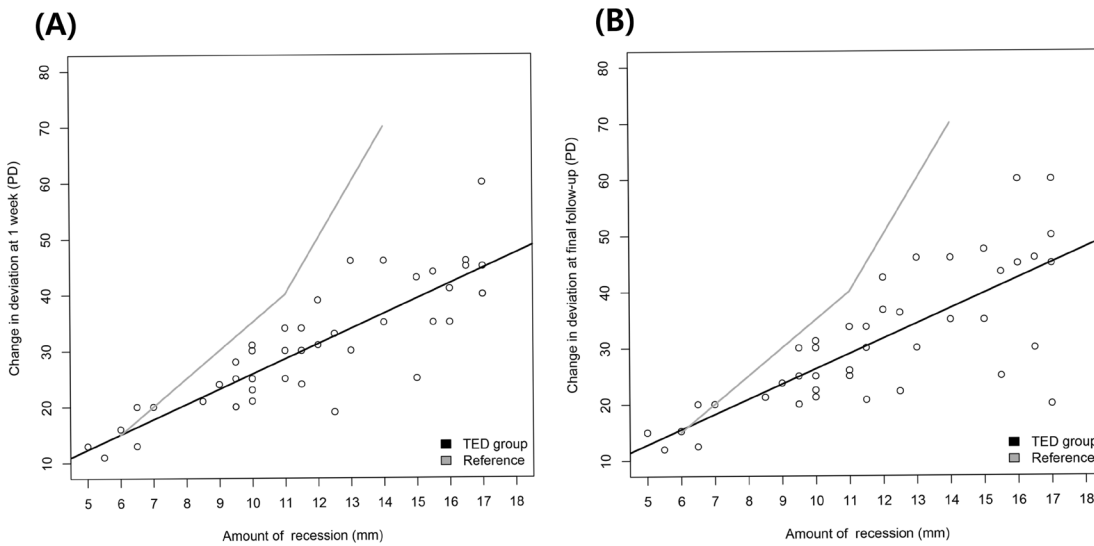 (A)
Change in deviation at 1 week (PD)
80
70
60
50
40
30
20
10
TED group
Reference
5 6 7 8 9 10 11 12 13 14 15 16 17 18
Amount of recession (mm)
(B)
Change in deviation at final follow-up (PD)
80
70
60
50
40
30
20
10
TED group
Reference
5 6 7 8 9 10 11 12 13 14 15 16 17 18
Amount of recession (mm)